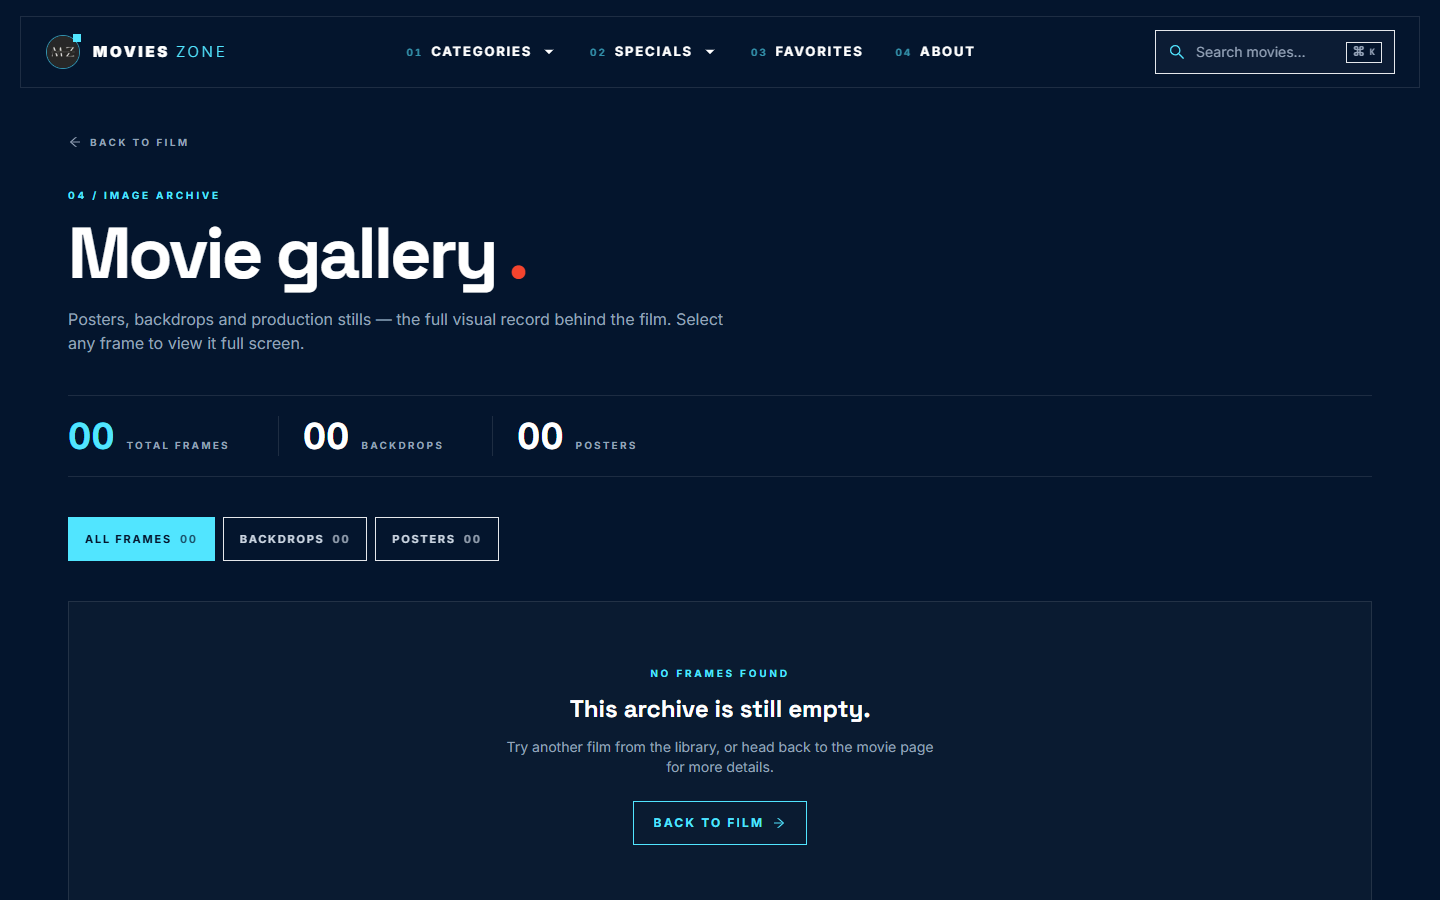 MZ MOVIES ZONE
01 CATEGORIES
02 SPECIALS
03 FAVORITES
04 ABOUT
Search movies... ⌘ K
BACK TO FILM
04 / IMAGE ARCHIVE
Movie gallery.
Posters, backdrops and production stills — the full visual record behind the film. Select
any frame to view it full screen.
00 TOTAL FRAMES
00 BACKDROPS
00 POSTERS
ALL FRAMES 00
BACKDROPS 00
POSTERS 00
NO FRAMES FOUND
This archive is still empty.
Try another film from the library, or head back to the movie page
for more details.
BACK TO FILM